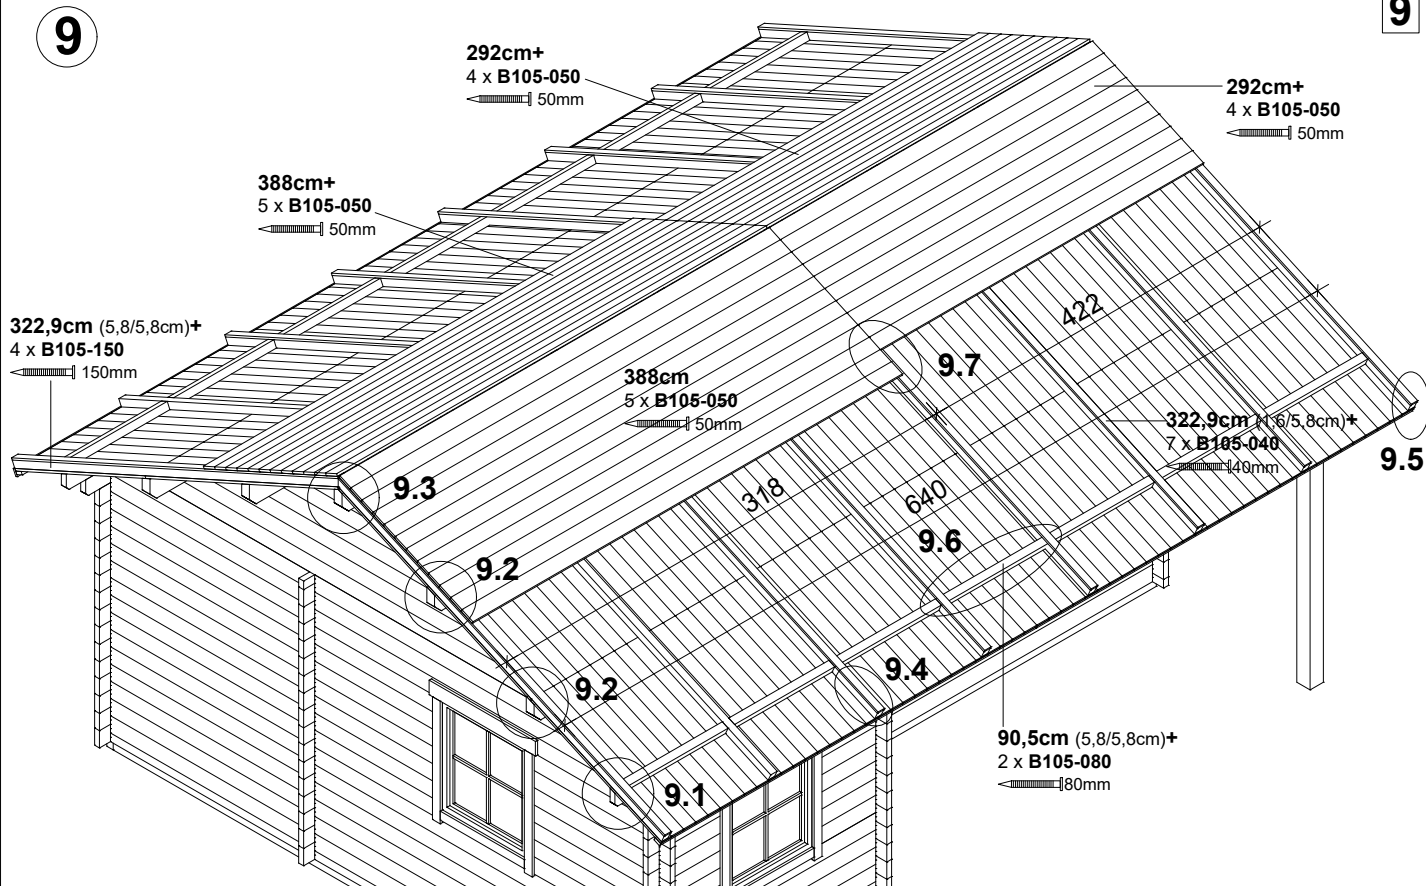 9
9
292cm+
4 x B105-050
50mm
292cm+
4 x B105-050
50mm
388cm+
5 x B105-050
50mm
322,9cm (5,8/5,8cm)+
4 x B105-150
150mm
422
9.7
388cm
5 x B105-050
50mm
322,9cm (1,6/5,8cm)+
7 x B105-040
40mm
9.5
9.3
318
640
9.6
9.2
9.2
9.4
90,5cm (5,8/5,8cm)+
2 x B105-080
80mm
9.1